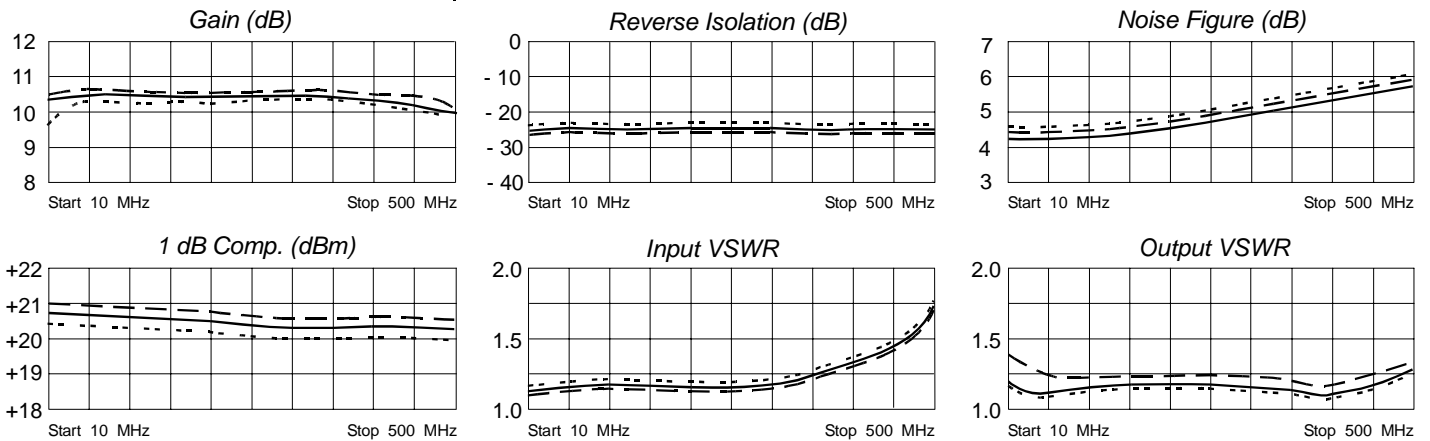 Gain (dB)
12
11
10
9
8
Start 10 MHz
Stop 500 MHz
Reverse Isolation (dB)
0
- 10
- 20
- 30
- 40
Start 10 MHz
Stop 500 MHz
Noise Figure (dB)
7
6
5
4
3
Start 10 MHz
Stop 500 MHz
1 dB Comp. (dBm)
+22
+21
+20
+19
+18
Start 10 MHz
Stop 500 MHz
Input VSWR
2.0
1.5
1.0
Start 10 MHz
Stop 500 MHz
Output VSWR
2.0
1.5
1.0
Start 10 MHz
Stop 500 MHz